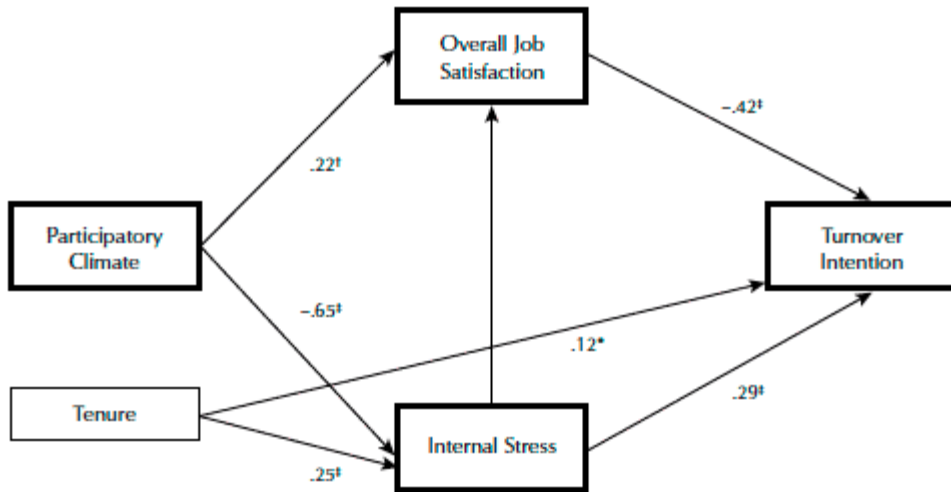 Overall Job
Satisfaction
-.42‡
.22†
Participatory
Climate
Turnover
Intention
-.65‡
.12*
Tenure
.29‡
Internal Stress
.25‡